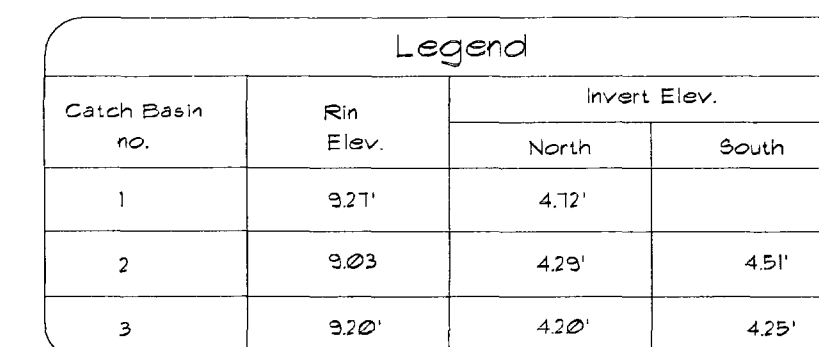 Legend
Catch Basin no. Rin Elev. Invert Elev.
North South
1 9.27' 4.72'
2 9.03 4.29' 4.51'
3 9.20' 4.20' 4.25'